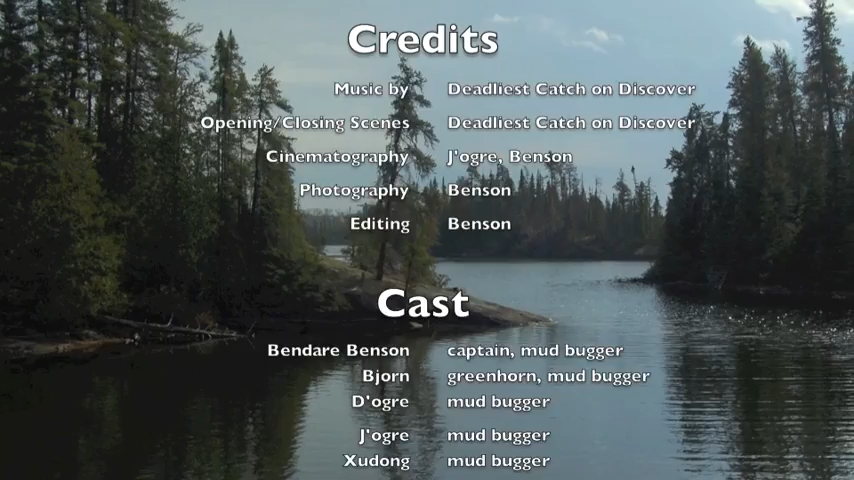 Credits
Music by Deadliest Catch on Discover
Opening/Closing Scenes Deadliest Catch on Discover
Cinematography J'ogre, Benson
Photography Benson
Editing Benson
Cast
Bendare Benson captain, mud bugger
Bjorn greenhorn, mud bugger
D'ogre mud bugger
J'ogre mud bugger
Xudong mud bugger